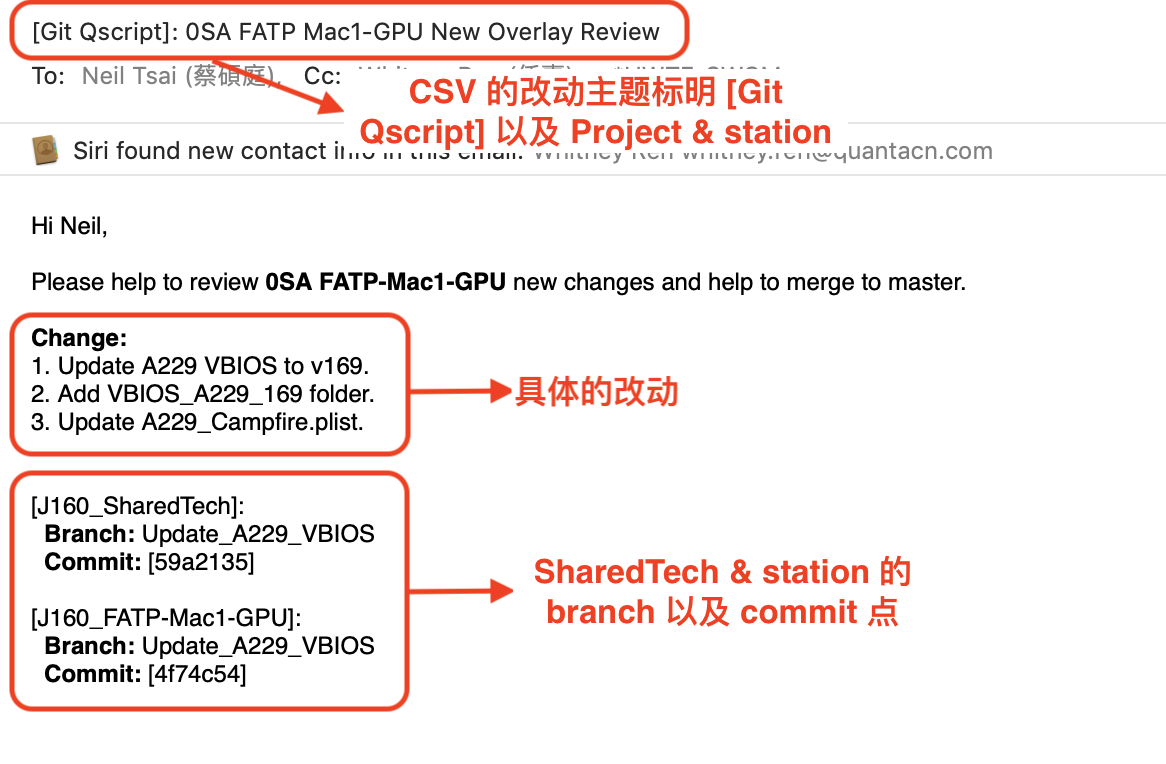 [Git Qscript]: 0SA FATP Mac1-GPU New Overlay Review
To: Neil Tsai (蔡碩庭), Cc:
CSV 的改动主题标明 [Git
Qscript] 以及 Project & station
Siri found new contact info in this email: Whitney Ren whitney.ren@quantacn.com
Hi Neil,
Please help to review 0SA FATP-Mac1-GPU new changes and help to merge to master.
Change:
1. Update A229 VBIOS to v169.
2. Add VBIOS_A229_169 folder.
3. Update A229_Campfire.plist.
具体的改动
[J160_SharedTech]:
Branch: Update_A229_VBIOS
Commit: [59a2135]
SharedTech & station 的
branch 以及 commit 点
[J160_FATP-Mac1-GPU]:
Branch: Update_A229_VBIOS
Commit: [4f74c54]